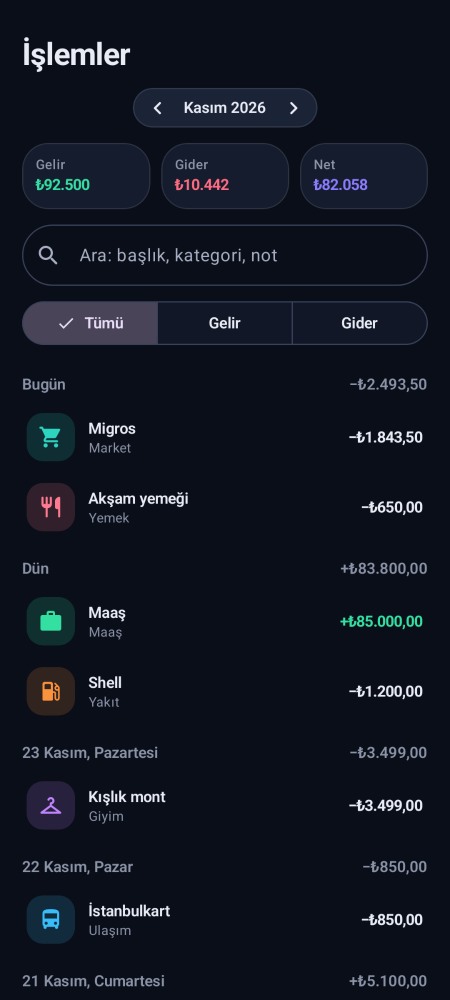 İşlemler
Kasım 2026
Gelir
₺92.500
Gider
₺10.442
Net
₺82.058
Ara: başlık, kategori, not
Tümü
Gelir
Gider
Bugün −₺2.493,50
Migros
Market
−₺1.843,50
Akşam yemeği
Yemek
−₺650,00
Dün +₺83.800,00
Maaş
Maaş
+₺85.000,00
Shell
Yakıt
−₺1.200,00
23 Kasım, Pazartesi −₺3.499,00
Kışlık mont
Giyim
−₺3.499,00
22 Kasım, Pazar −₺850,00
İstanbulkart
Ulaşım
−₺850,00
21 Kasım, Cumartesi +₺5.100,00